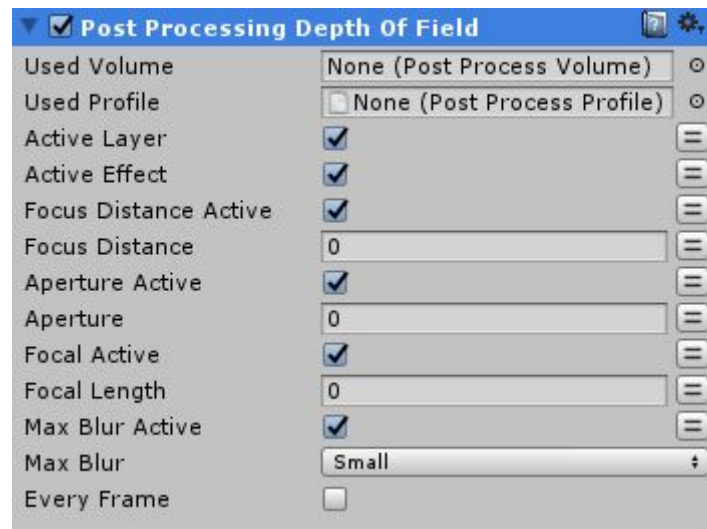 Post Processing Depth Of Field
Used Volume None (Post Process Volume)
Used Profile None (Post Process Profile)
Active Layer
Active Effect
Focus Distance Active
Focus Distance 0
Aperture Active
Aperture 0
Focal Active
Focal Length 0
Max Blur Active
Max Blur Small
Every Frame